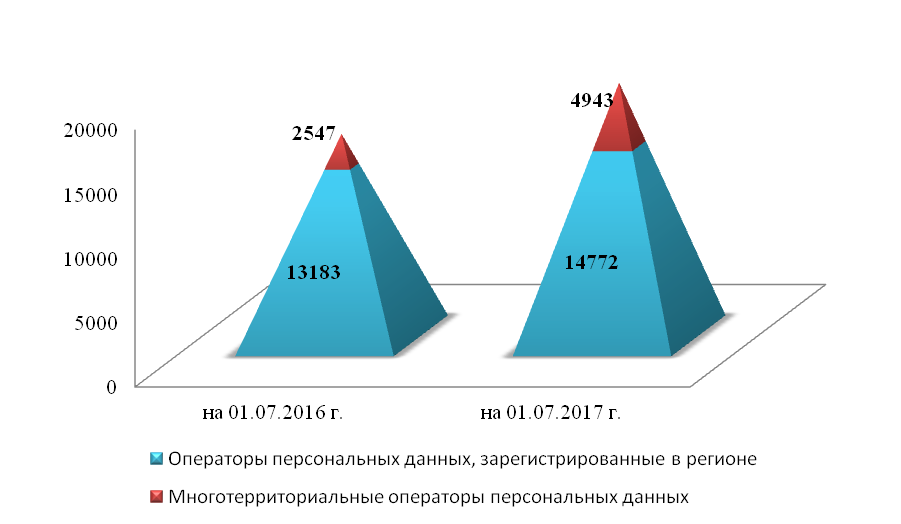 4943
2547
20000
15000
10000
5000
0
13183
14772
на 01.07.2016 г.
на 01.07.2017 г.
Операторы персональных данных, зарегистрированные в регионе
Многотерриториальные операторы персональных данных